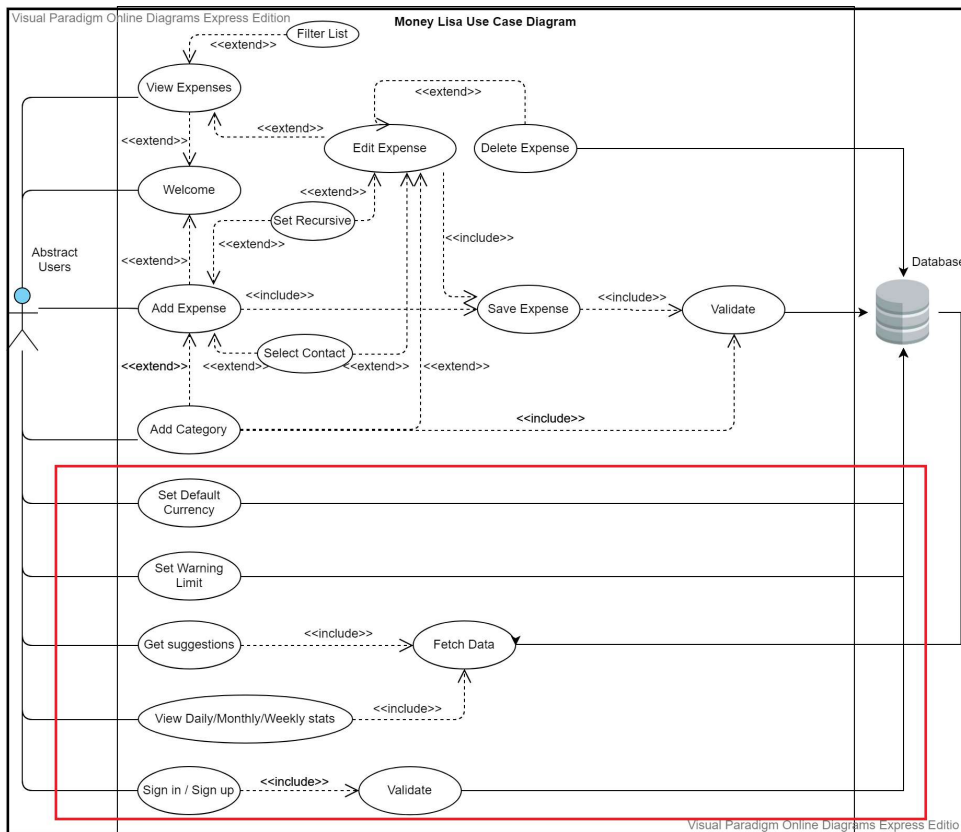 Visual Paradigm Online Diagrams Express Edition
Money Lisa Use Case Diagram
Filter List
<<extend>>
View Expenses
<<extend>>
<<extend>>
<<extend>>
Edit Expense
Delete Expense
Welcome
<<extend>>
Set Recursive
<<extend>>
<<include>>
<<extend>>
Abstract
Users
Database
Add Expense
<<include>>
Save Expense
<<include>>
Validate
Select Contact
<<extend>>
<<extend>>
<<extend>>
<<extend>>
Add Category
<<include>>
Set Default
Currency
Set Warning
Limit
Get suggestions
<<include>>
Fetch Data
View Daily/Monthly/Weekly stats
<<include>>
Sign in / Sign up
<<include>>
Validate
Visual Paradigm Online Diagrams Express Editio